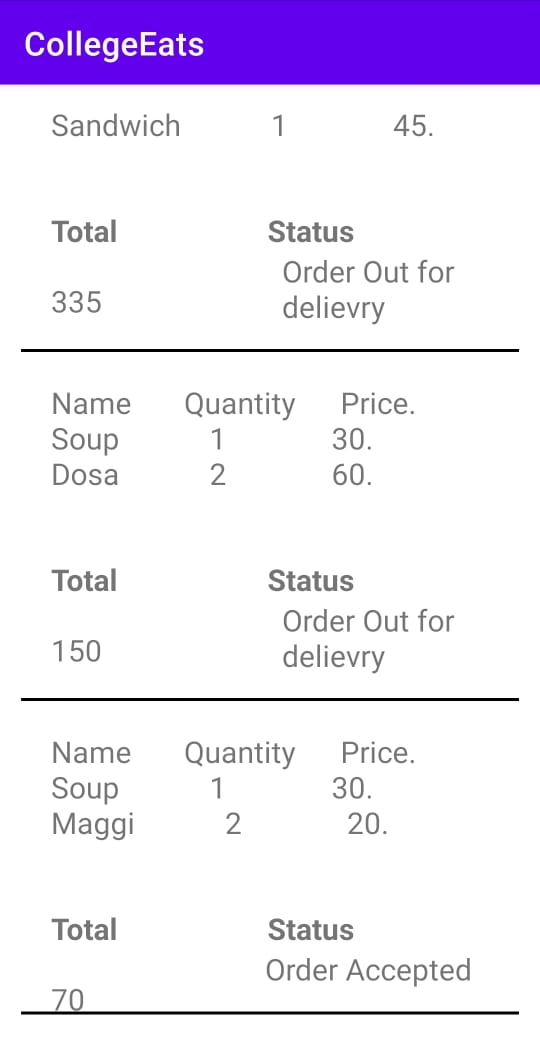 CollegeEats
Sandwich 1 45.
Total Status
Order Out for
335
delievry
Name Quantity Price.
Soup 1 30.
Dosa 2 60.
Total Status
Order Out for
150
delievry
Name Quantity Price.
Soup 1 30.
Maggi 2 20.
Total Status
Order Accepted
70